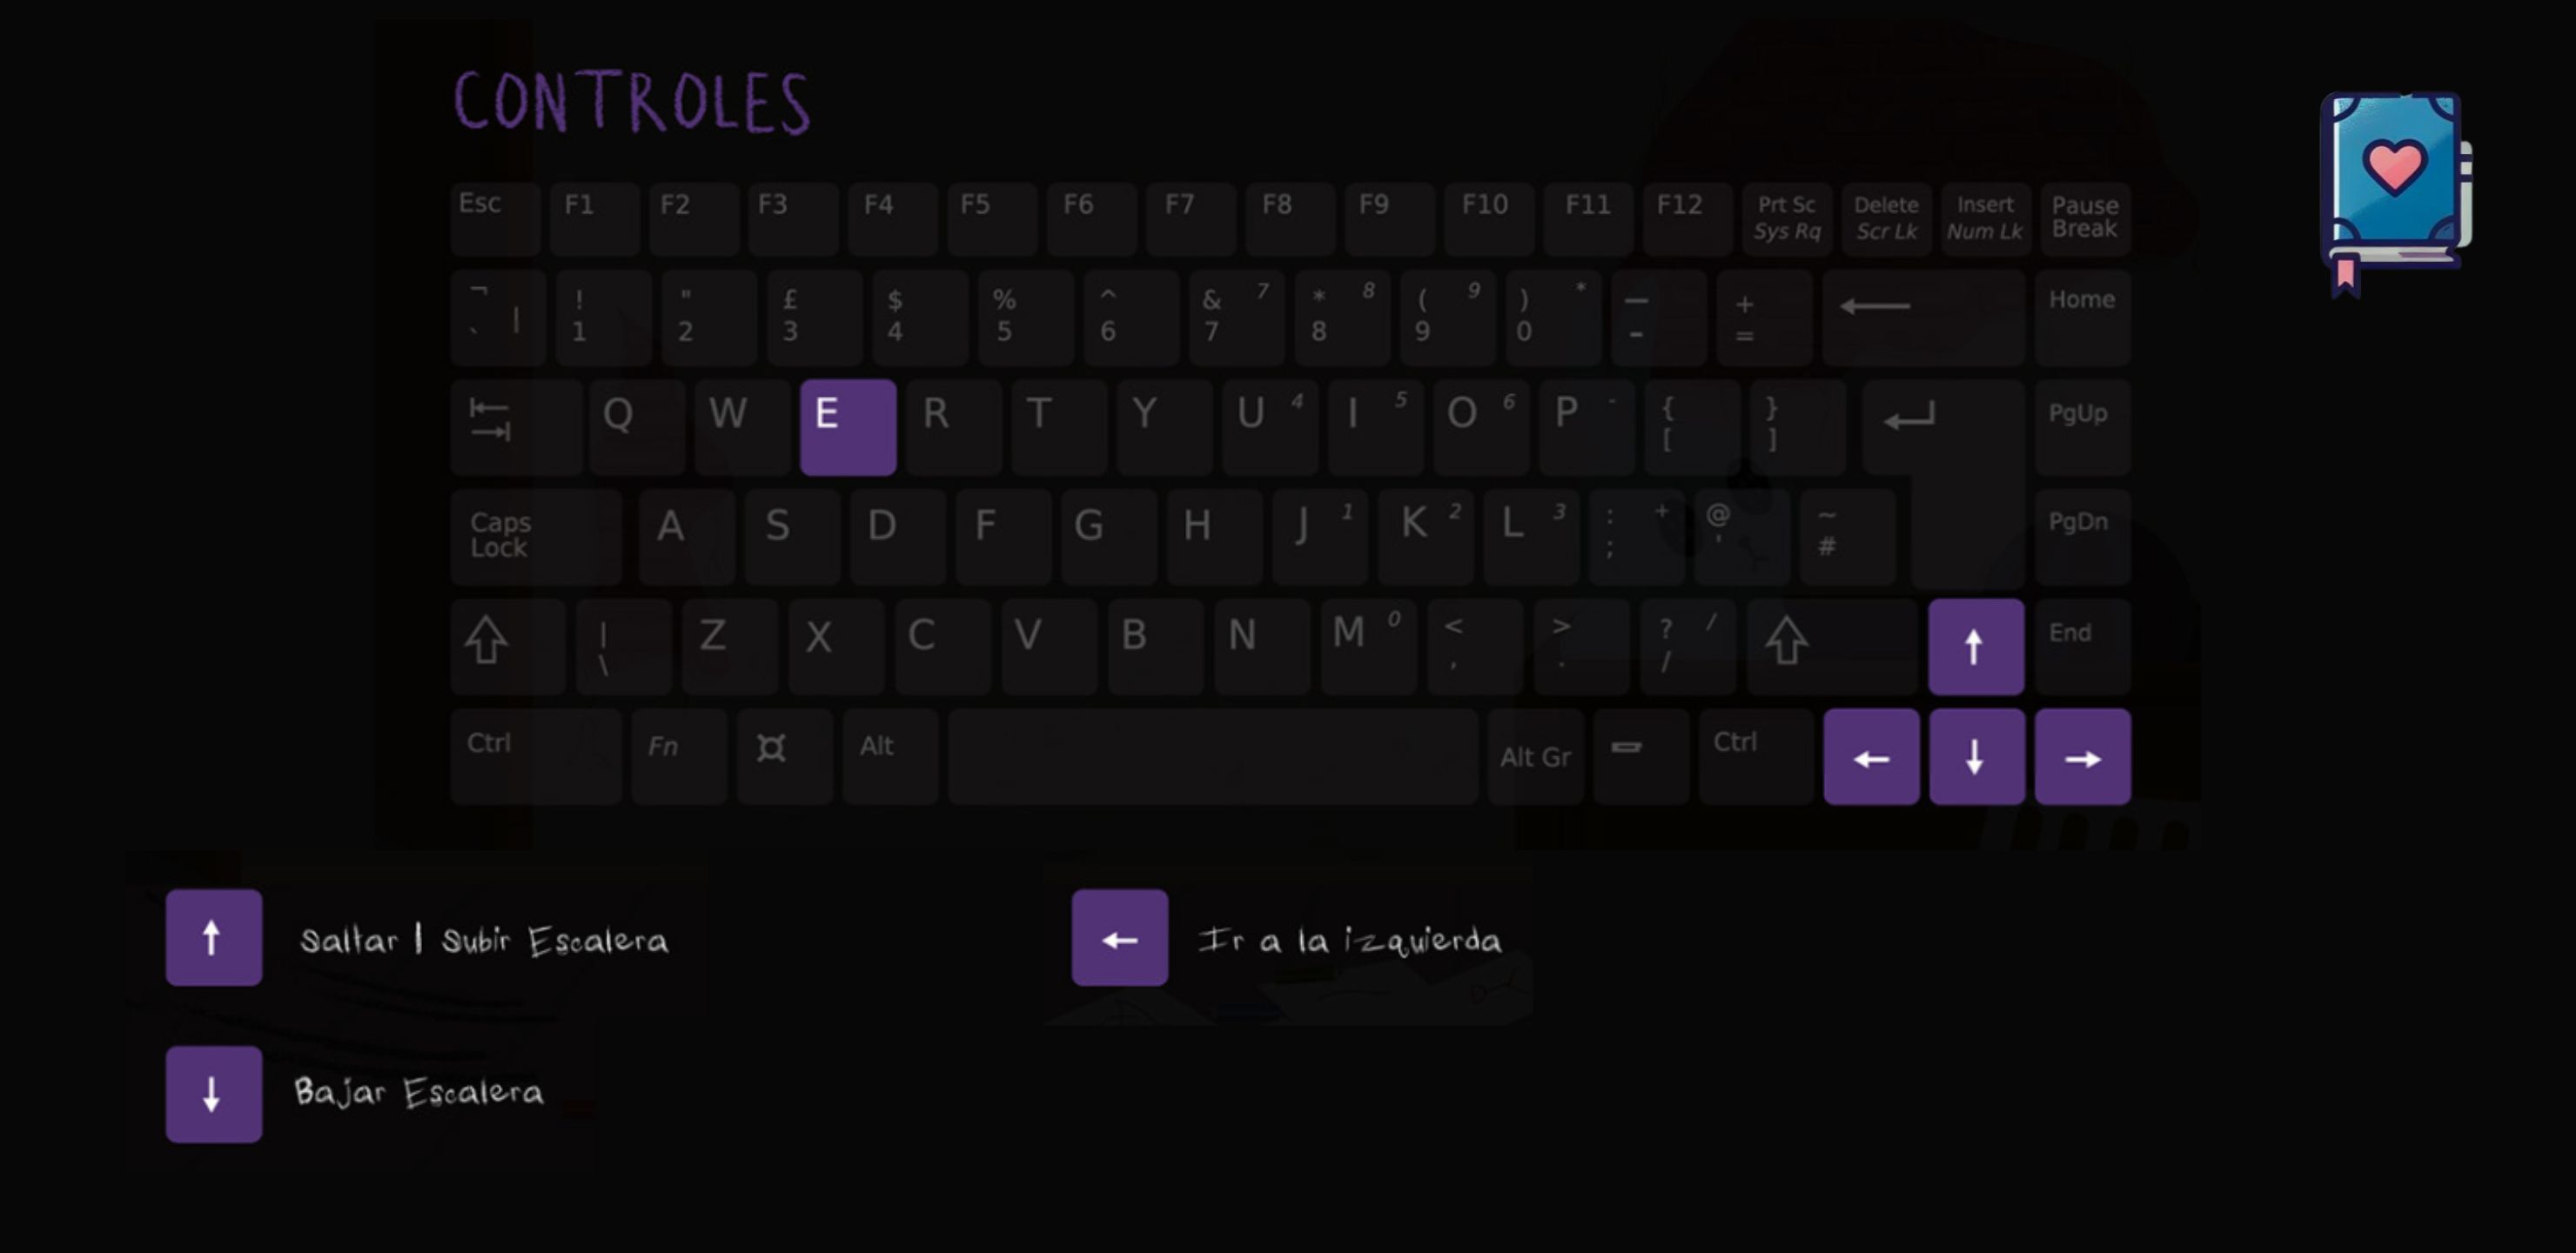 CONTROLES
Esc F1 F2 F3 F4 F5 F6 F7 F8 F9 F10 F11 F12 Prt Sc Sys Rq Delete Scr Lk Insert Num Lk Pause Break
¬ ` | ! 1 " 2 £ 3 $ 4 % 5 ^ 6 & 7 7 * 8 8 ( 9 9 ) 0 * — - + = ← Home
Q W E R T Y U 4 I 5 O 6 P - { [ } ] PgUp
Caps Lock A S D F G H J 1 K 2 L 3 : ; + @ ' ~ # PgDn
⇧ | \ Z X C V B N M 0 < , > . ? / / ⇧ ↑ End
Ctrl Fn Alt Alt Gr Ctrl ← ↓ →
↑ Saltar | Subir Escalera
← Ir a la izquierda
↓ Bajar Escalera